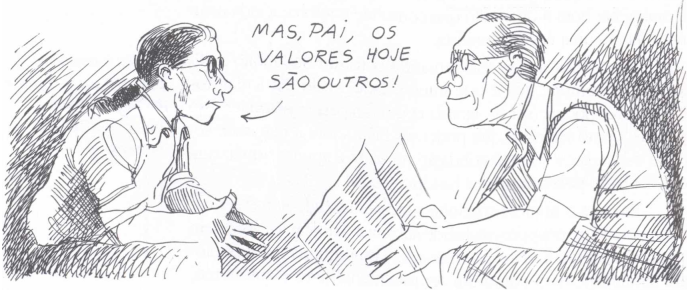 MAS, PAi, OS
VALORES HOJE
SÃO OUTROS!